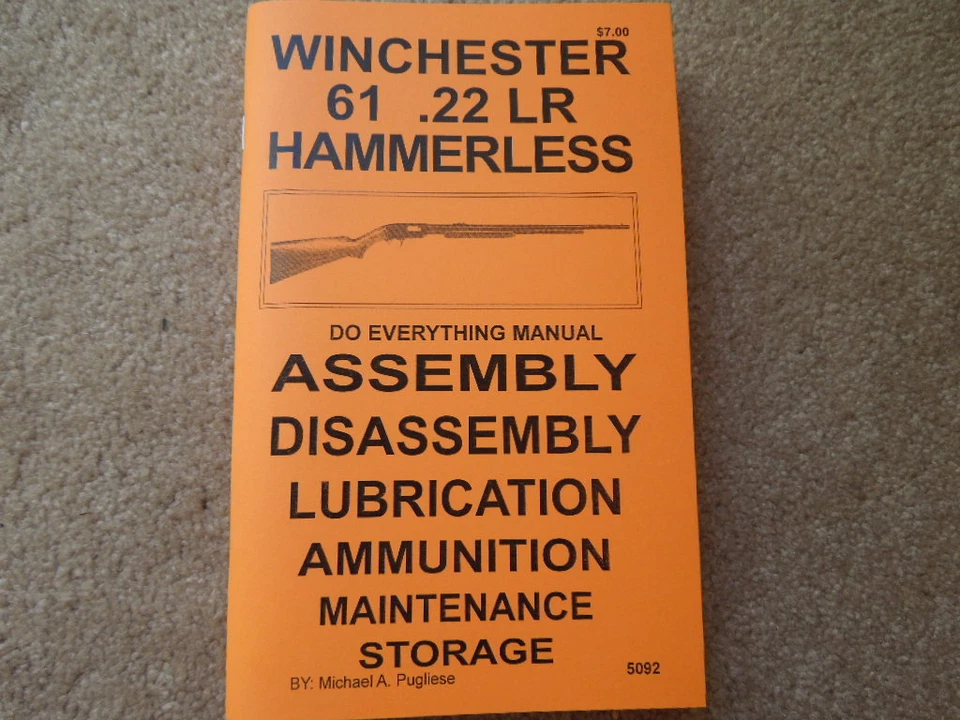 $7.00
WINCHESTER
61 .22 LR
HAMMERLESS
DO EVERYTHING MANUAL
ASSEMBLY
DISASSEMBLY
LUBRICATION
AMMUNITION
MAINTENANCE
STORAGE
BY: Michael A. Pugliese
5092